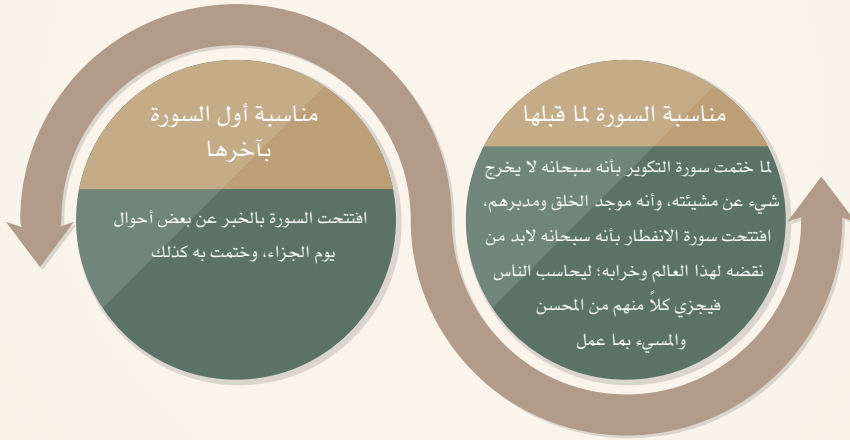 مناسبة السورة لما قبلها
لما ختمت سورة التكوير بأنه سبحانه لا يخرج
شيء عن مشيئته، وأنه موجد الخلق ومدبرهم،
افتتحت سورة الانفطار بأنه سبحانه لابد من
نقضه لهذا العالم وخرابه؛ ليحاسب الناس
فيجزي كلاً منهم من المحسن
والمسيء بما عمل
مناسبة أول السورة
بآخرها
افتتحت السورة بالخبر عن بعض أحوال
يوم الجزاء، وختمت به كذلك